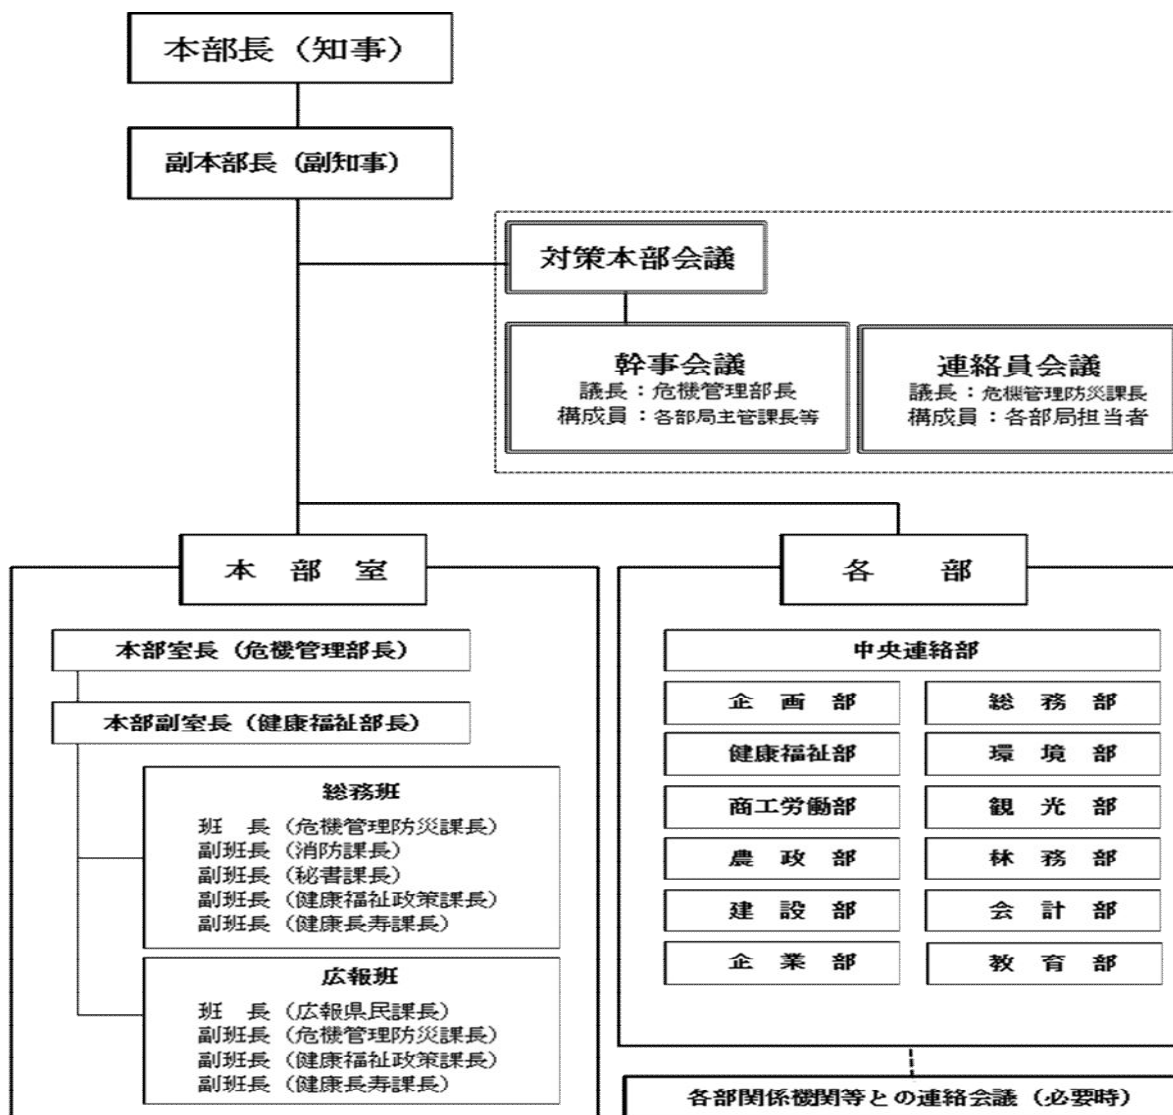 本部長（知事）
副本部長（副知事）
対策本部会議
幹事会議
議長：危機管理部長
構成員：各部局主管課長等
連絡員会議
議長：危機管理防災課長
構成員：各部局担当者
本　部　室
本部室長（危機管理部長）
本部副室長（健康福祉部長）
総務班
班　長（危機管理防災課長）
副班長（消防課長）
副班長（秘書課長）
副班長（健康福祉政策課長）
副班長（健康長寿課長）
広報班
班　長（広報県民課長）
副班長（危機管理防災課長）
副班長（健康福祉政策課長）
副班長（健康長寿課長）
各　　部
中央連絡部
企　画　部
総　務　部
健康福祉部
環　境　部
商工労働部
観　光　部
農　政　部
林　務　部
建　設　部
会　計　部
企　業　部
教　育　部
各部関係機関等との連絡会議（必要時）